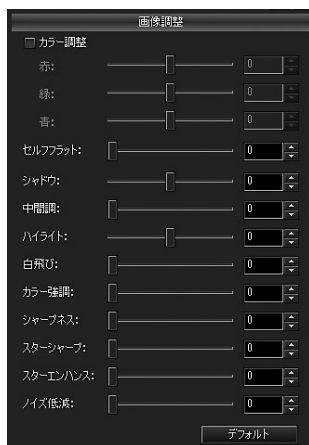 画像調整
カラー調整
赤: 0
緑: 0
青: 0
セルフフラット: 0
シャドウ: 0
中間調: 0
ハイライト: 0
白飛び: 0
カラー強調: 0
シャープネス: 0
スターシャープ: 0
スターエンハンス: 0
ノイズ低減: 0
デフォルト